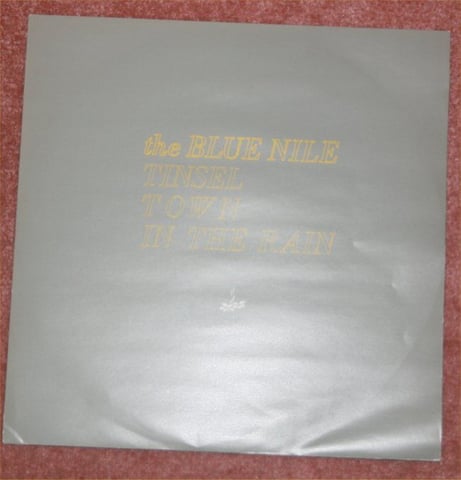 the BLUE NILE
TINSEL
TOWN
IN THE RAIN